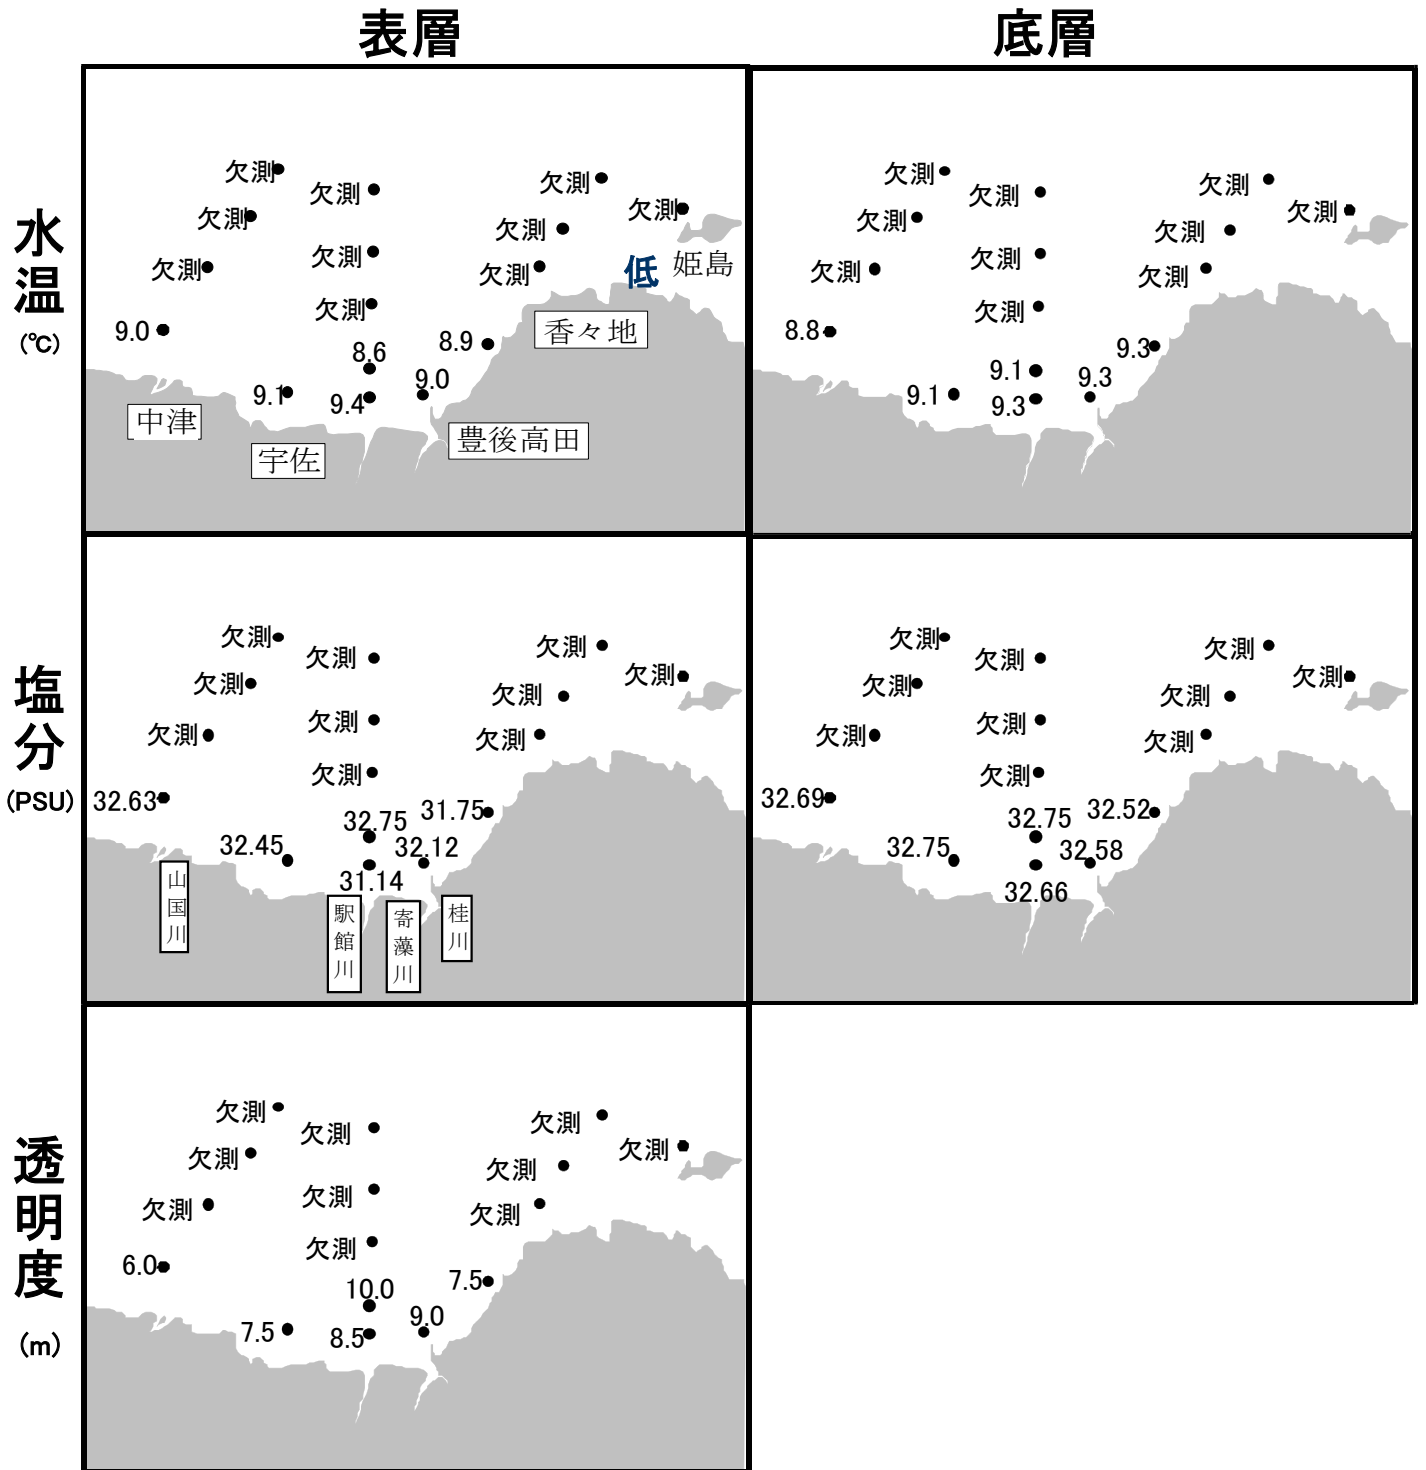 表層
底層
水温
(℃)
欠測
欠測
欠測
欠測
欠測
欠測
欠測
欠測
欠測
欠測
低
姫島
香々地
9.0
8.9
8.6
9.1
9.4
9.0
中津
宇佐
豊後高田
欠測
欠測
欠測
欠測
欠測
欠測
欠測
欠測
欠測
欠測
8.8
9.3
9.1
9.3
9.1
9.3
塩分
(PSU)
欠測
欠測
欠測
欠測
欠測
欠測
欠測
欠測
欠測
欠測
32.63
31.75
32.75
32.45
32.12
31.14
山国川
駅館川
寄藻川
桂川
欠測
欠測
欠測
欠測
欠測
欠測
欠測
欠測
欠測
欠測
32.69
32.52
32.75
32.75
32.58
32.66
透明度
(m)
欠測
欠測
欠測
欠測
欠測
欠測
欠測
欠測
欠測
欠測
6.0
7.5
10.0
9.0
7.5
8.5